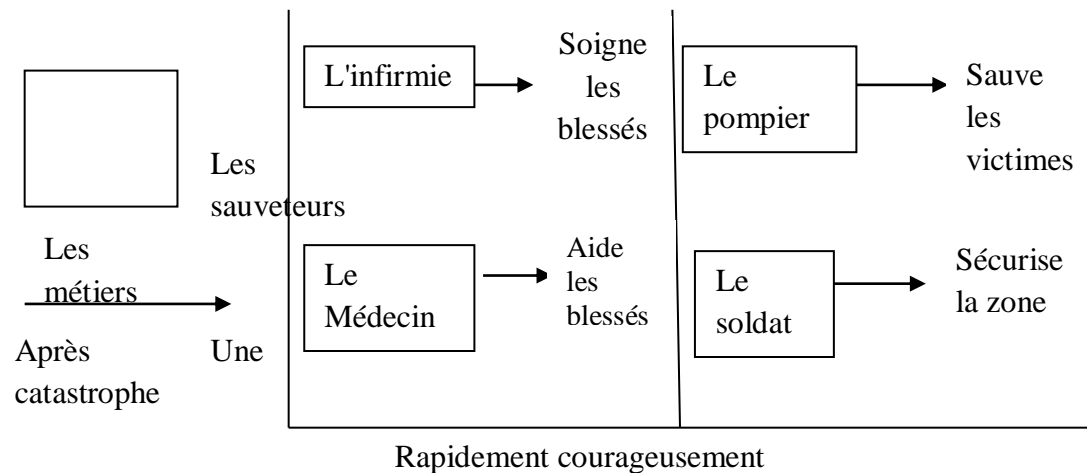 Les
sauveteurs
Les
métiers
Après Une
catastrophe
L'infirmie
Soigne
les
blessés
Le
Médecin
Aide
les
blessés
Le
pompier
Sauve
les
victimes
Le
soldat
Sécurise
la zone
Rapidement courageusement